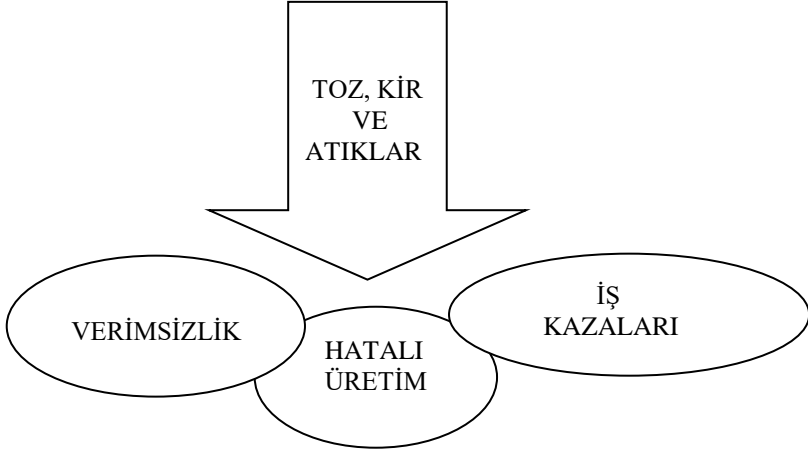 TOZ, KİR
VE
ATIKLAR
VERİMSİZLİK
HATALI
ÜRETİM
İŞ
KAZALARI